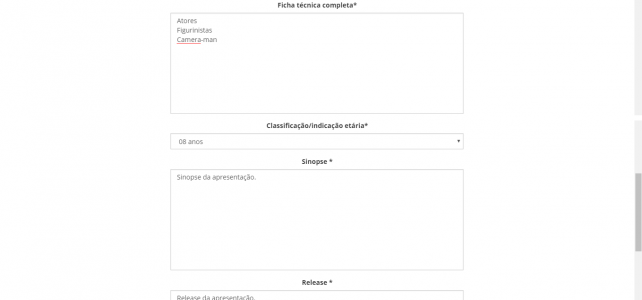 Ficha técnica completa*
Atores
Figurinistas
Camera-man
Classificação/indicação etária*
08 anos
Sinopse *
Sinopse da apresentação.
Release *
Release da apresentação.